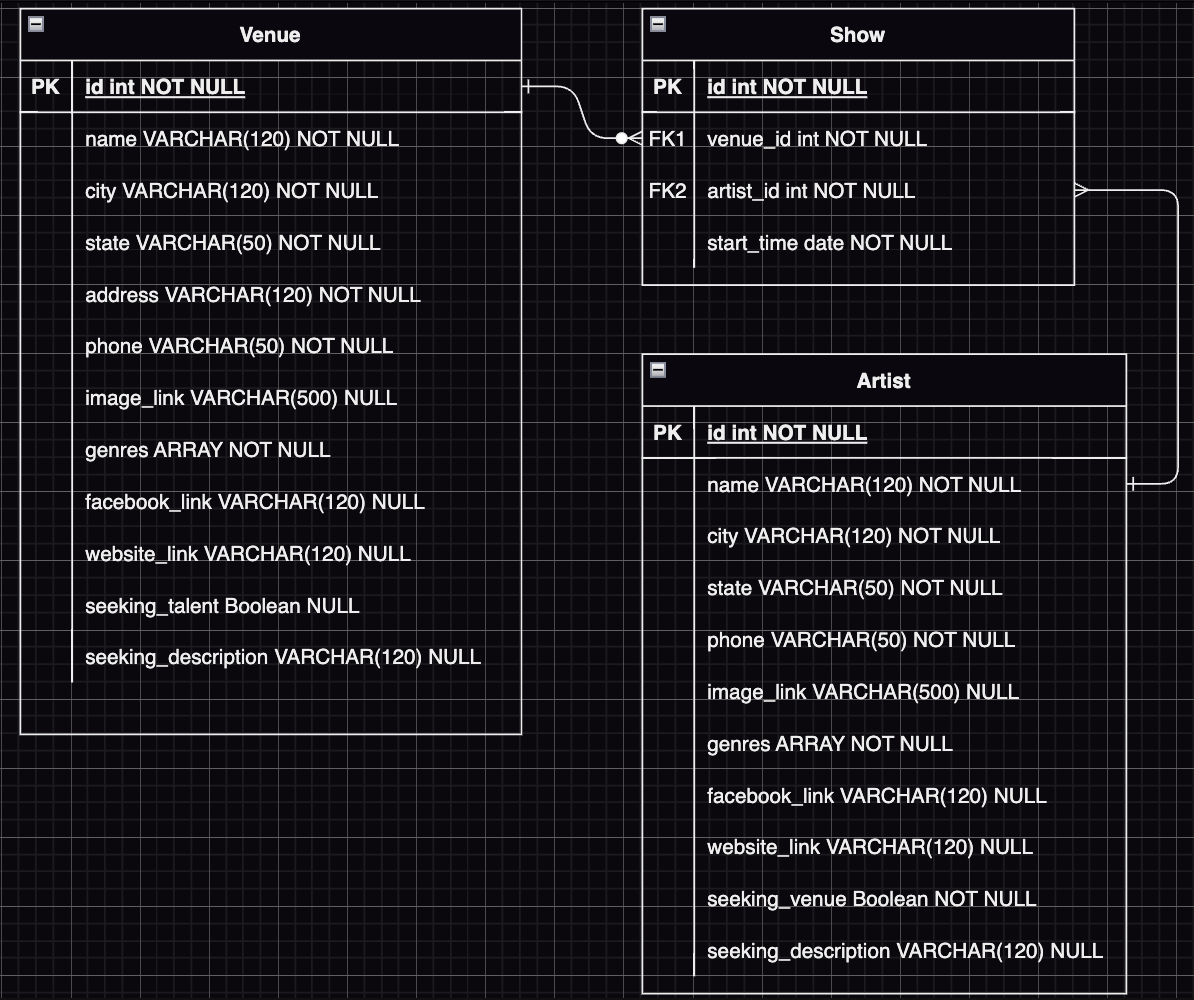 Venue
PK id int NOT NULL
name VARCHAR(120) NOT NULL
city VARCHAR(120) NOT NULL
state VARCHAR(50) NOT NULL
address VARCHAR(120) NOT NULL
phone VARCHAR(50) NOT NULL
image_link VARCHAR(500) NULL
genres ARRAY NOT NULL
facebook_link VARCHAR(120) NULL
website_link VARCHAR(120) NULL
seeking_talent Boolean NULL
seeking_description VARCHAR(120) NULL
Show
PK id int NOT NULL
FK1 venue_id int NOT NULL
FK2 artist_id int NOT NULL
start_time date NOT NULL
Artist
PK id int NOT NULL
name VARCHAR(120) NOT NULL
city VARCHAR(120) NOT NULL
state VARCHAR(50) NOT NULL
phone VARCHAR(50) NOT NULL
image_link VARCHAR(500) NULL
genres ARRAY NOT NULL
facebook_link VARCHAR(120) NULL
website_link VARCHAR(120) NULL
seeking_venue Boolean NOT NULL
seeking_description VARCHAR(120) NULL